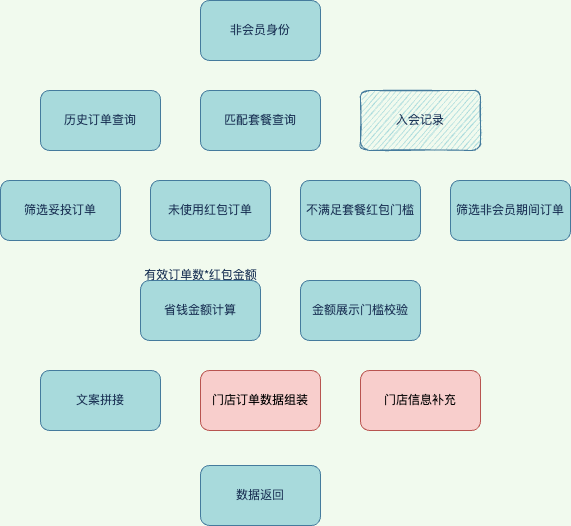 非会员身份
历史订单查询
匹配套餐查询
入会记录
筛选妥投订单
未使用红包订单
不满足套餐红包门槛
筛选非会员期间订单
有效订单数*红包金额
省钱金额计算
金额展示门槛校验
文案拼接
门店订单数据组装
门店信息补充
数据返回